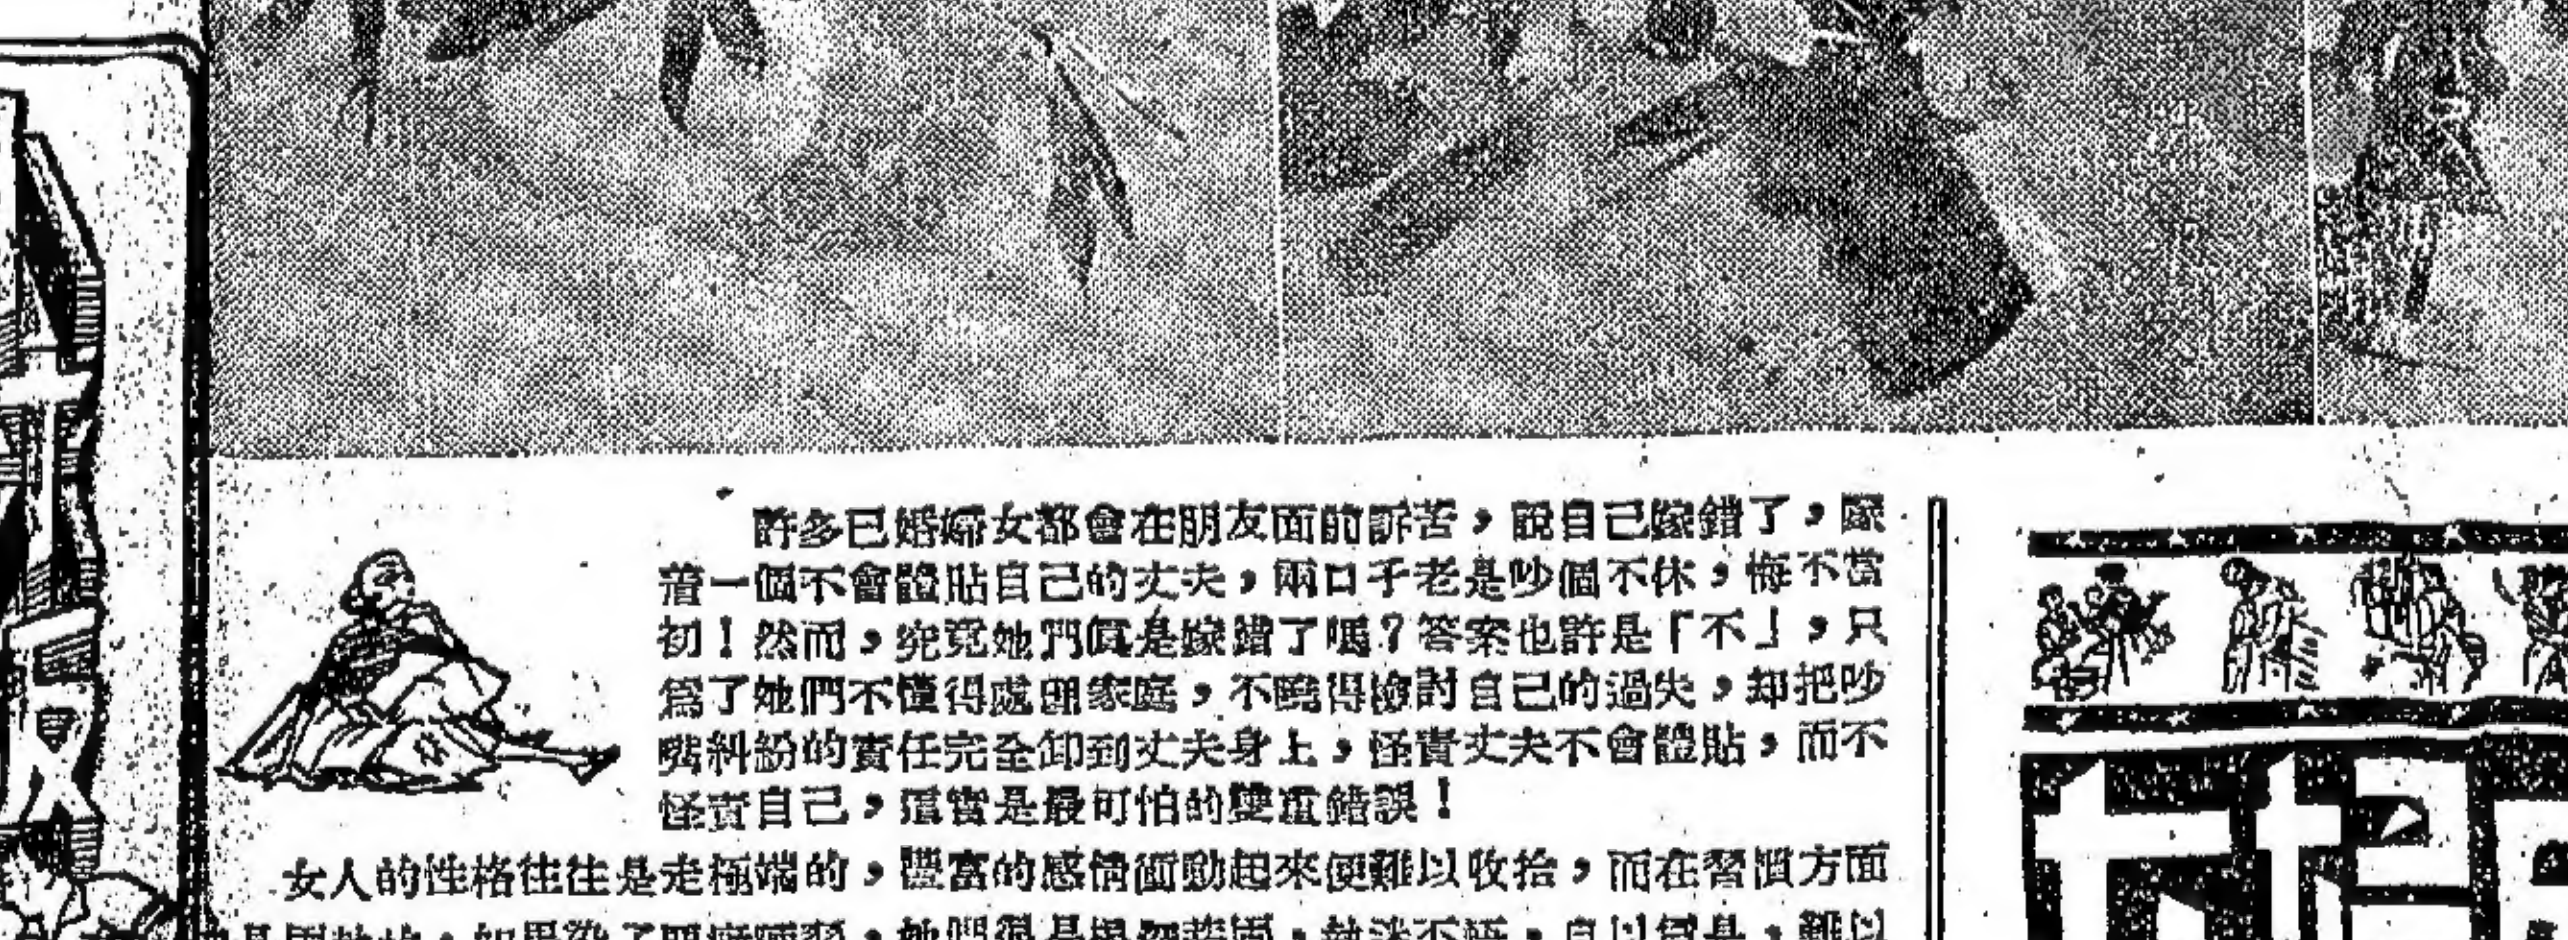 許多已婚婦女都會在朋友面前訴苦，說自己嫁錯了，嫁
着一個不會體貼自己的丈夫，兩口子老是吵個不休，悔不當
初！然而，究竟她們眞是嫁錯了嗎？答案也許是「不」，只
爲了她們不懂得處理家庭，不曉得檢討自己的過失，却把吵
嘴糾紛的責任完全卸到丈夫身上，怪責丈夫不會體貼，而不
怪責自己，這實是最可怕的雙重錯誤！
女人的性格往往是走極端的，豐富的感情衝動起來便難以收拾，而在習慣方面